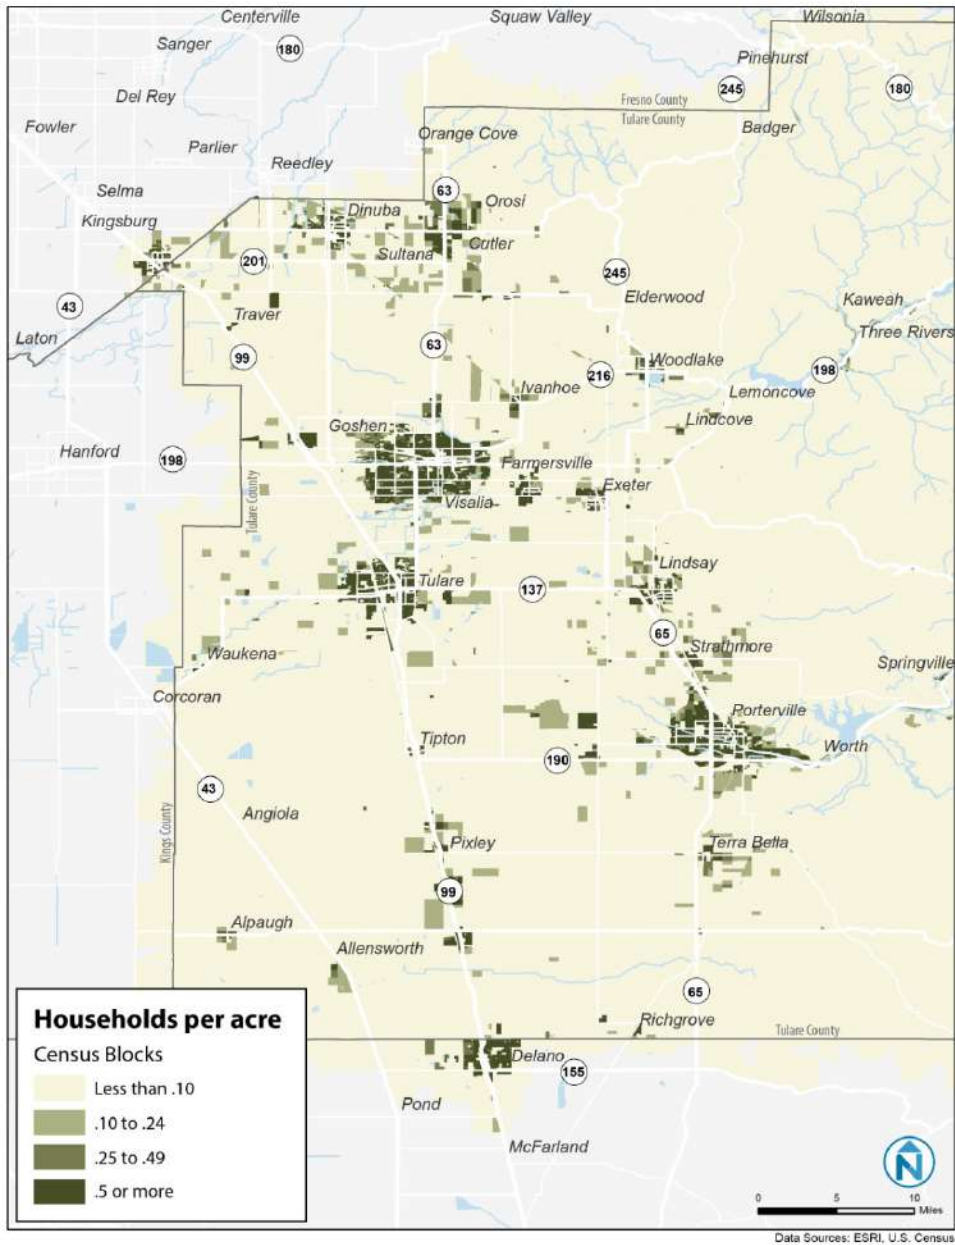 Centerville
Squaw Valley
Wilsonia
Sanger
180
Pinehurst
Del Rey
245
180
Fresno County
Tulare County
Fowler
Orange Cove
Badger
Parlier
Reedley
Selma
63
Orosi
Kingsburg
Dinuba
Cutler
Sultana
201
245
43
Elderwood
Kaweah
Traver
Laton
Three Rivers
99
63
Woodlake
216
198
Ivanhoe
Lemoncove
Lindcove
Goshen
Hanford
198
Farmersville
Exeter
Tulare County
Visalia
Lindsay
Tulare
137
65
Strathmore
Waukena
Springville
Corcoran
Porterville
Tipton
Worth
190
43
Angiola
Kings County
Pixley
Terra Bella
99
Alpaugh
Allensworth
65
Richgrove
Tulare County
Households per acre
Census Blocks
Less than .10
.10 to .24
.25 to .49
.5 or more
Delano
155
Pond
McFarland
N
0 5 10
Miles
Data Sources: ESRI, U.S. Census